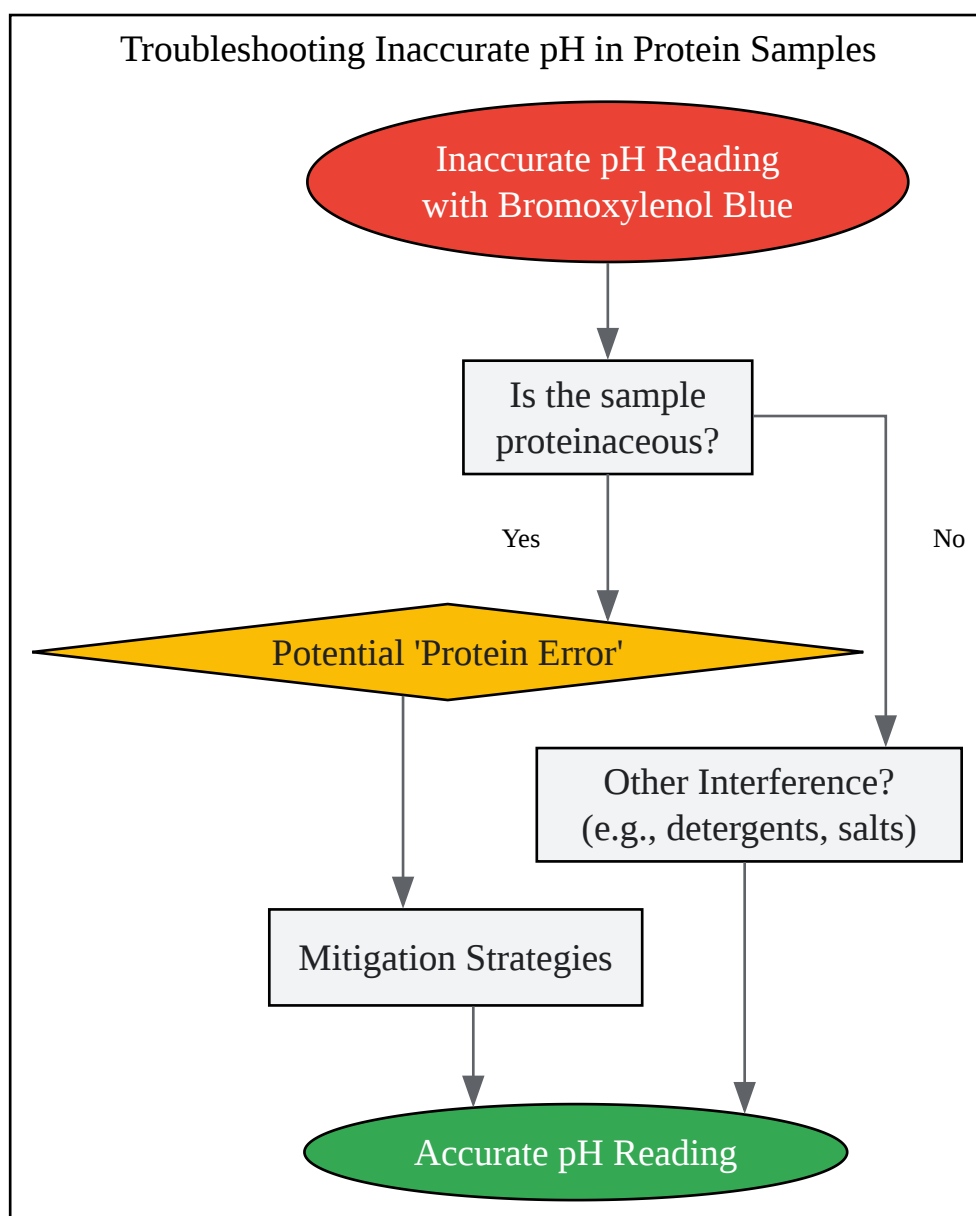 Troubleshooting Inaccurate pH in Protein Samples
Inaccurate pH Reading
with Bromoxylenol Blue
Is the sample
proteinaceous?
Yes
No
Potential 'Protein Error'
Other Interference?
(e.g., detergents, salts)
Mitigation Strategies
Accurate pH Reading